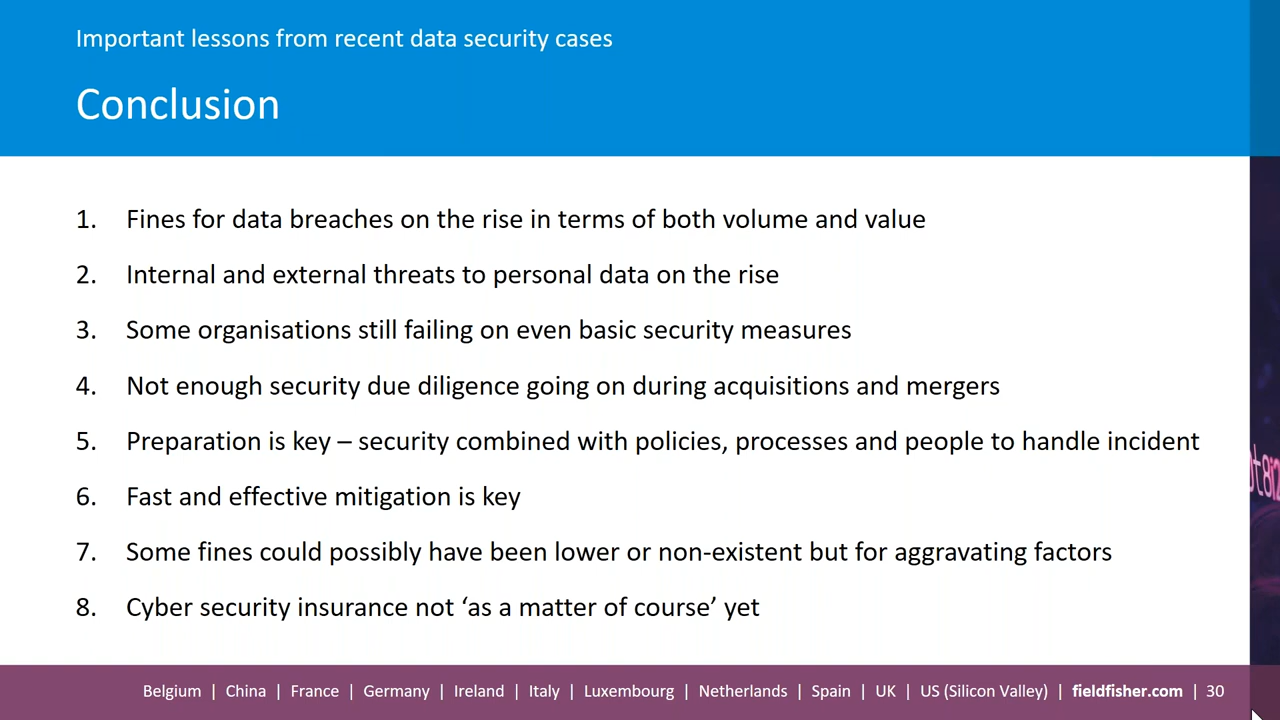 Important lessons from recent data security cases
Conclusion
1. Fines for data breaches on the rise in terms of both volume and value
2. Internal and external threats to personal data on the rise
3. Some organisations still failing on even basic security measures
4. Not enough security due diligence going on during acquisitions and mergers
5. Preparation is key – security combined with policies, processes and people to handle incident
6. Fast and effective mitigation is key
7. Some fines could possibly have been lower or non-existent but for aggravating factors
8. Cyber security insurance not ‘as a matter of course’ yet
Belgium | China | France | Germany | Ireland | Italy | Luxembourg | Netherlands | Spain | UK | US (Silicon Valley) | fieldfisher.com | 30